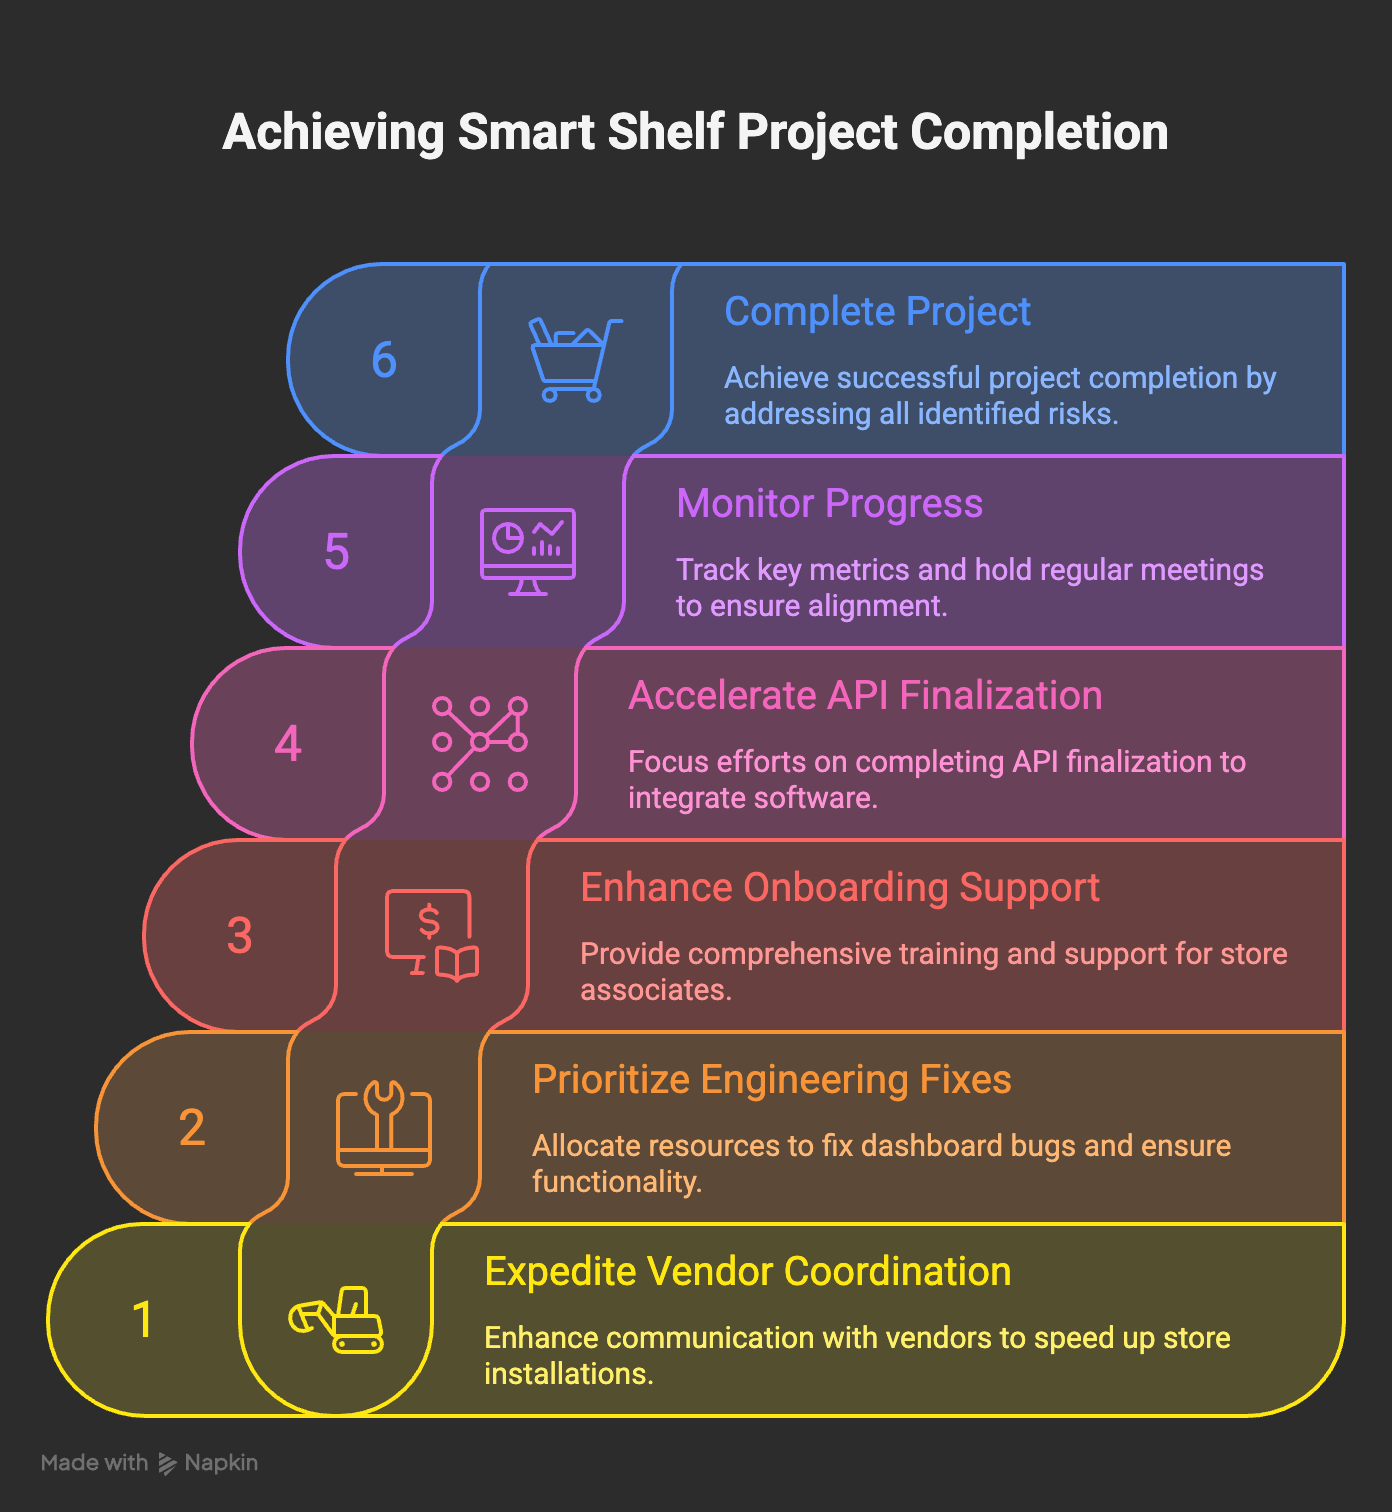 Achieving Smart Shelf Project Completion
6
Complete Project
Achieve successful project completion by
addressing all identified risks.
5
Monitor Progress
Track key metrics and hold regular meetings
to ensure alignment.
4
Accelerate API Finalization
Focus efforts on completing API finalization to
integrate software.
3
$
Enhance Onboarding Support
Provide comprehensive training and support for store
associates.
2
Prioritize Engineering Fixes
Allocate resources to fix dashboard bugs and ensure
functionality.
1
Expedite Vendor Coordination
Enhance communication with vendors to speed up store
installations.
Made with Napkin